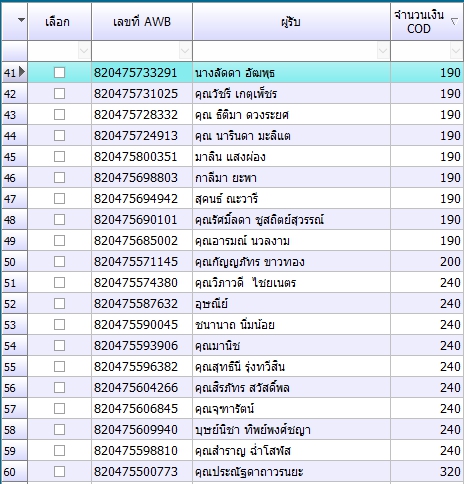 เลือก เลขที่ AWB ผู้รับ จำนวนเงิน COD
41 820475733291 นางลัดดา อัฒพุธ 190
42 820475731025 คุณวัชรี เกตุเพ็ชร 190
43 820475728332 คุณ ธิติมา ดวงระยศ 190
44 820475724913 คุณ นารินดา มะลิแต 190
45 820475800351 มาลิน แสงผ่อง 190
46 820475698803 กาลีมา ยะพา 190
47 820475694942 สุคนธ์ ณะวารี 190
48 820475690101 คุณรัศมิ์ลดา ชูสถิตย์สุวรรณ์ 190
49 820475685002 คุณอารมณ์ นวลงาม 190
50 820475571145 คุณกัญญภัทร ขาวทอง 200
51 820475574380 คุณวิภาวดี ไชยเนตร 240
52 820475587632 อุษณีย์ 240
53 820475590045 ชนานาถ นิ่มน้อย 240
54 820475593906 คุณมานิช 240
55 820475596382 คุณสุทธินี รุ่งทวีสิน 240
56 820475604266 คุณสิรภัทร สวัสดิ์พล 240
57 820475606845 คุณจุฑารัตน์ 240
58 820475609940 บุษย์นิชา ทิพย์พงศ์ชญา 240
59 820475598810 คุณสำราญ ฉ่ำโสฬส 240
60 820475500773 คุณประณัฐดาถาวรนยะ 320